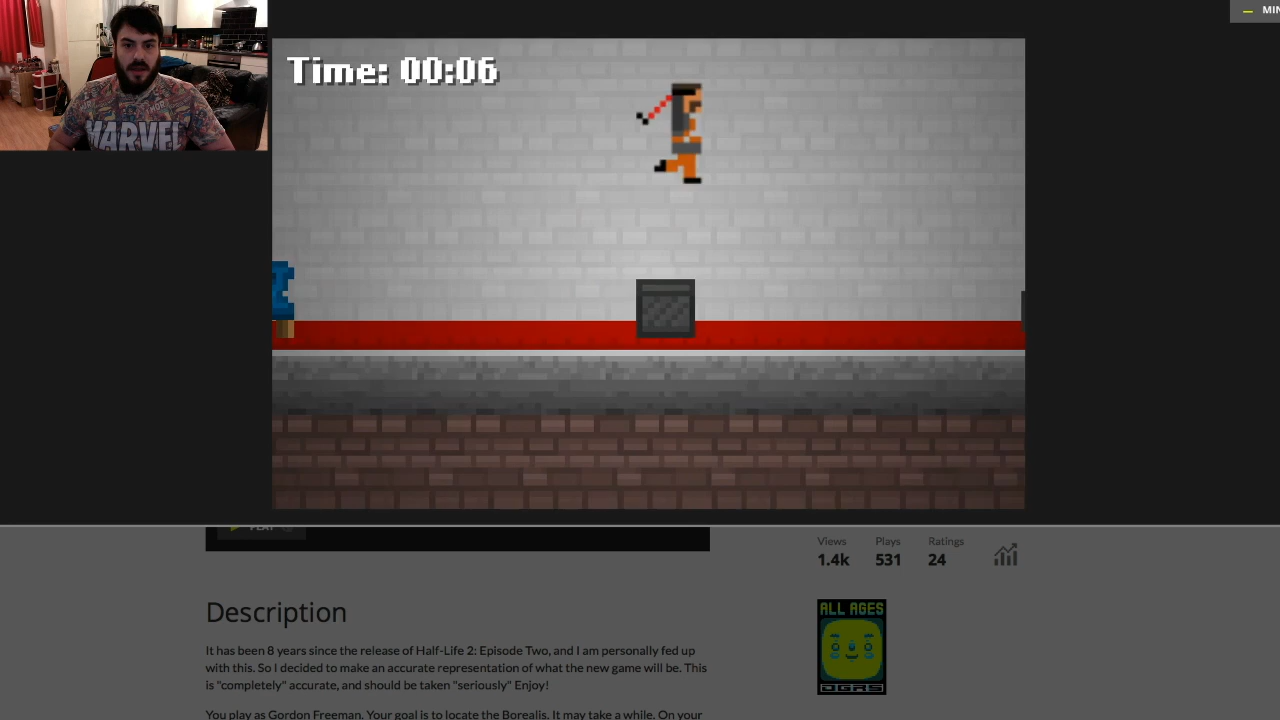 MARVEL
Time: 00:06
Views
Plays
Ratings
1.4k
531
24
ALL AGES
DGRS
Description
It has been 8 years since the release of Half-Life 2: Episode Two, and I am personally fed up
with this. So I decided to make an accurate representation of what the new game will be. This
is "completely" accurate, and should be taken "seriously" Enjoy!
You play as Gordon Freeman. Your goal is to locate the Borealis. It may take a while. On your